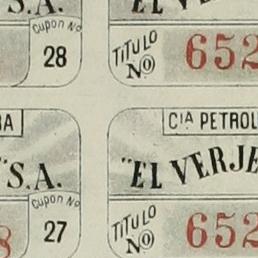 S.A.
Cupon Nº
28
TITULO
Nº
652
CIA PETROL
"EL VERJE
S.A.
Cupon Nº
27
TITULO
Nº
652